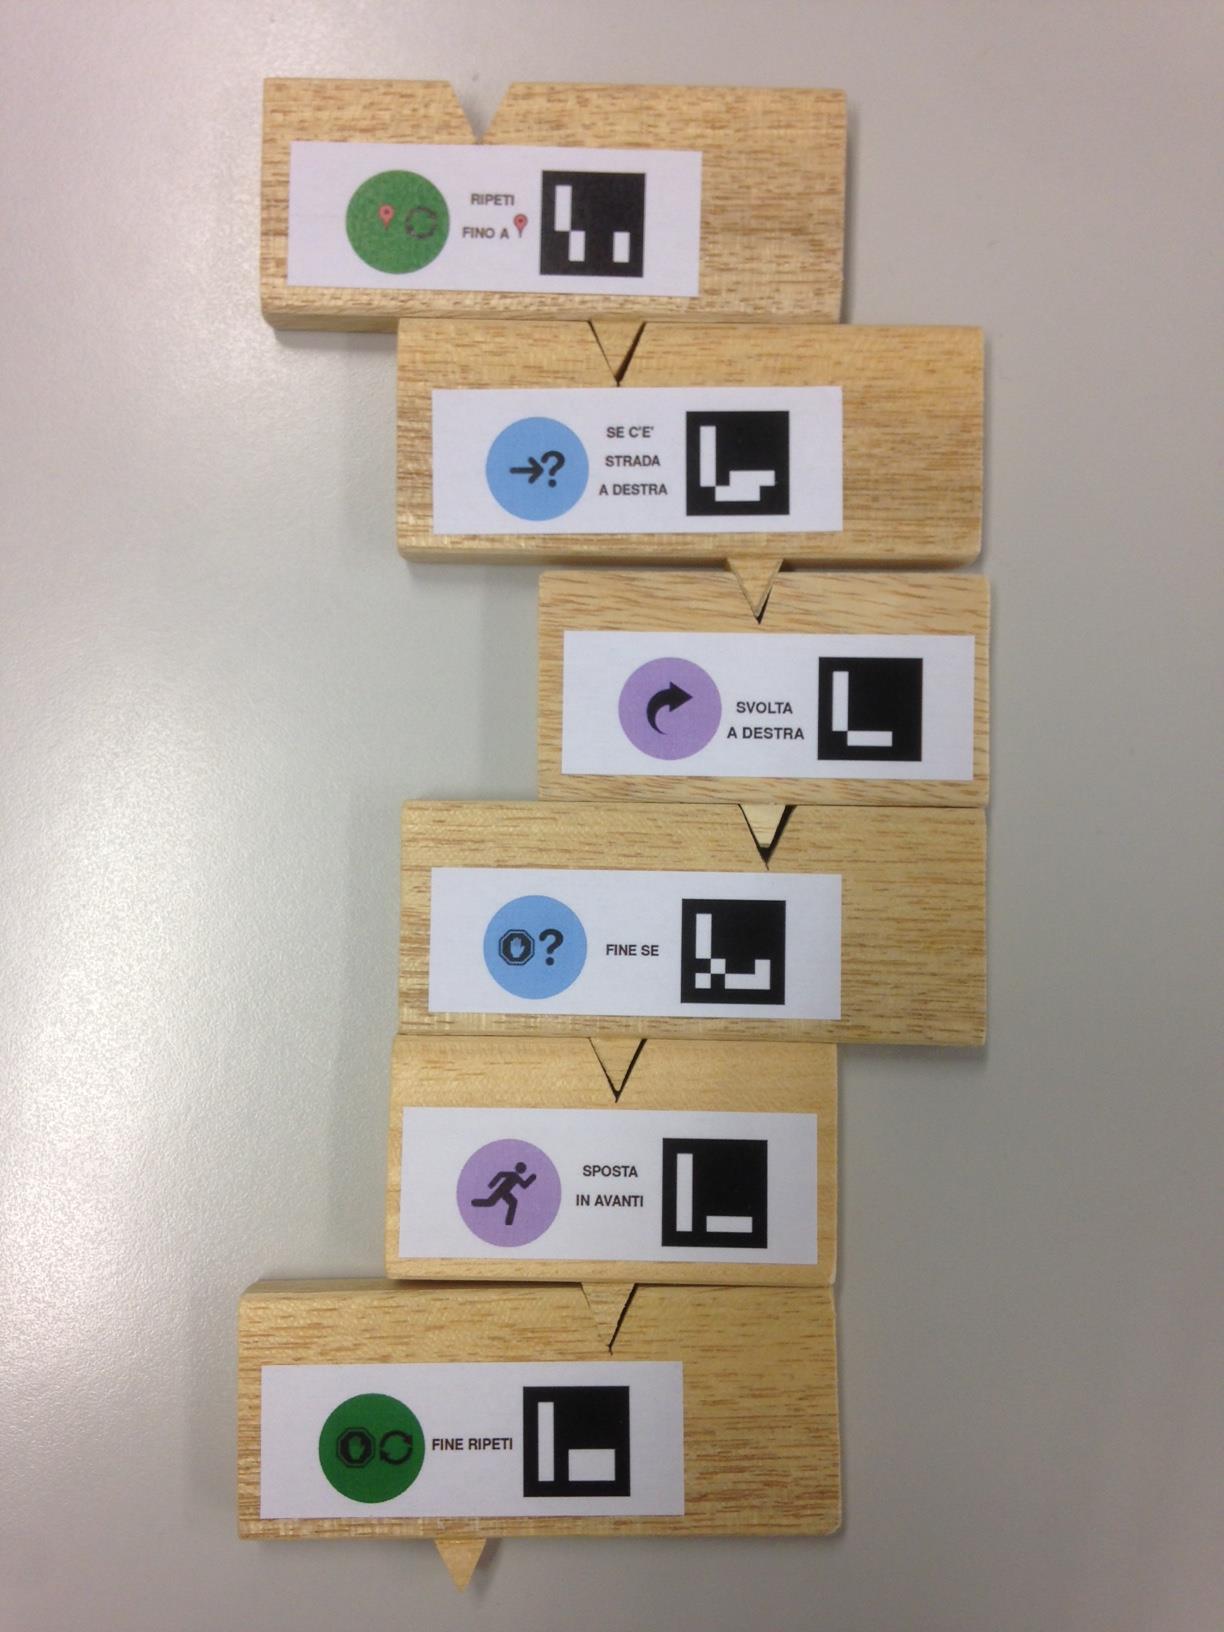 RIPETI
FINO A
SE C'E'
STRADA
A DESTRA
SVOLTA
A DESTRA
FINE SE
SPOSTA
IN AVANTI
FINE RIPETI